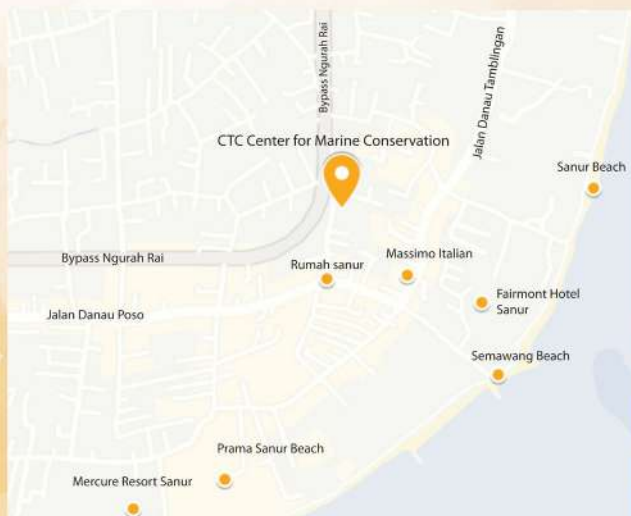 Bypass Ngurah Rai
Jalan Danau Tamblingan
CTC Center for Marine Conservation
Sanur Beach
Bypass Ngurah Rai
Rumah sanur
Massimo Italian
Fairmont Hotel
Sanur
Jalan Danau Poso
Semawang Beach
Prama Sanur Beach
Mercure Resort Sanur